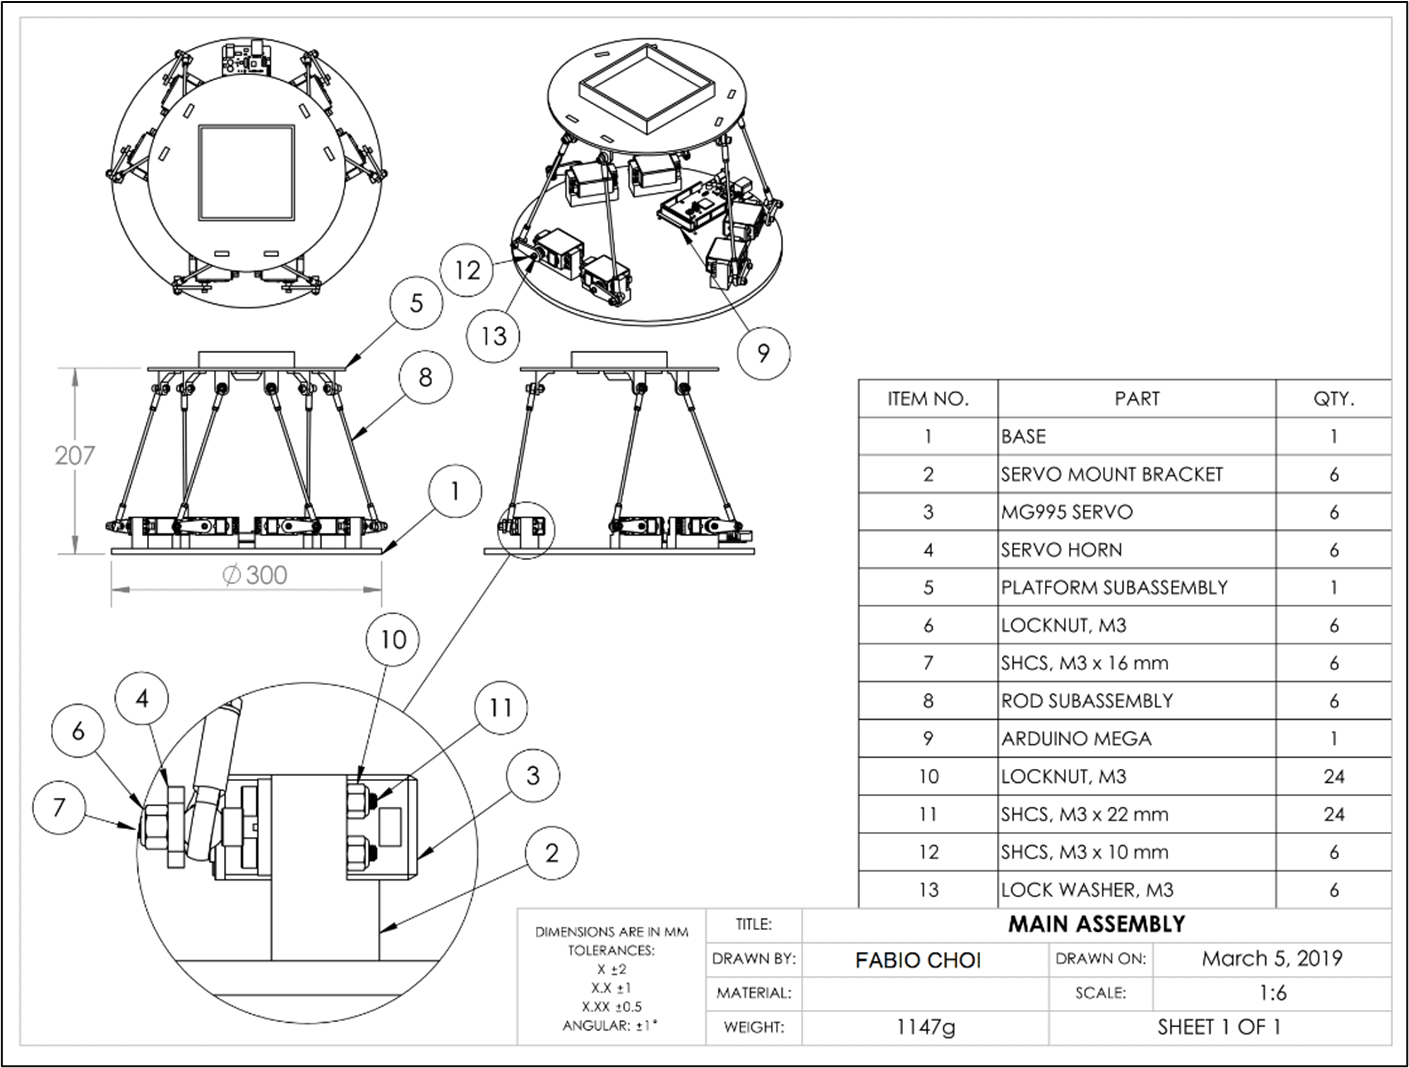 12
5
13
9
8
207
1
⌀300
ITEM NO. PART QTY.
1 BASE 1
2 SERVO MOUNT BRACKET 6
3 MG995 SERVO 6
4 SERVO HORN 6
5 PLATFORM SUBASSEMBLY 1
6 LOCKNUT, M3 6
7 SHCS, M3 x 16 mm 6
8 ROD SUBASSEMBLY 6
9 ARDUINO MEGA 1
10 LOCKNUT, M3 24
11 SHCS, M3 x 22 mm 24
12 SHCS, M3 x 10 mm 6
13 LOCK WASHER, M3 6
10
4
11
6
3
7
2
DIMENSIONS ARE IN MM
TOLERANCES:
X ±2
X.X ±1
X.XX ±0.5
ANGULAR: ±1°
TITLE: MAIN ASSEMBLY
DRAWN BY: FABIO CHOI DRAWN ON: March 5, 2019
MATERIAL: SCALE: 1:6
WEIGHT: 1147g SHEET 1 OF 1